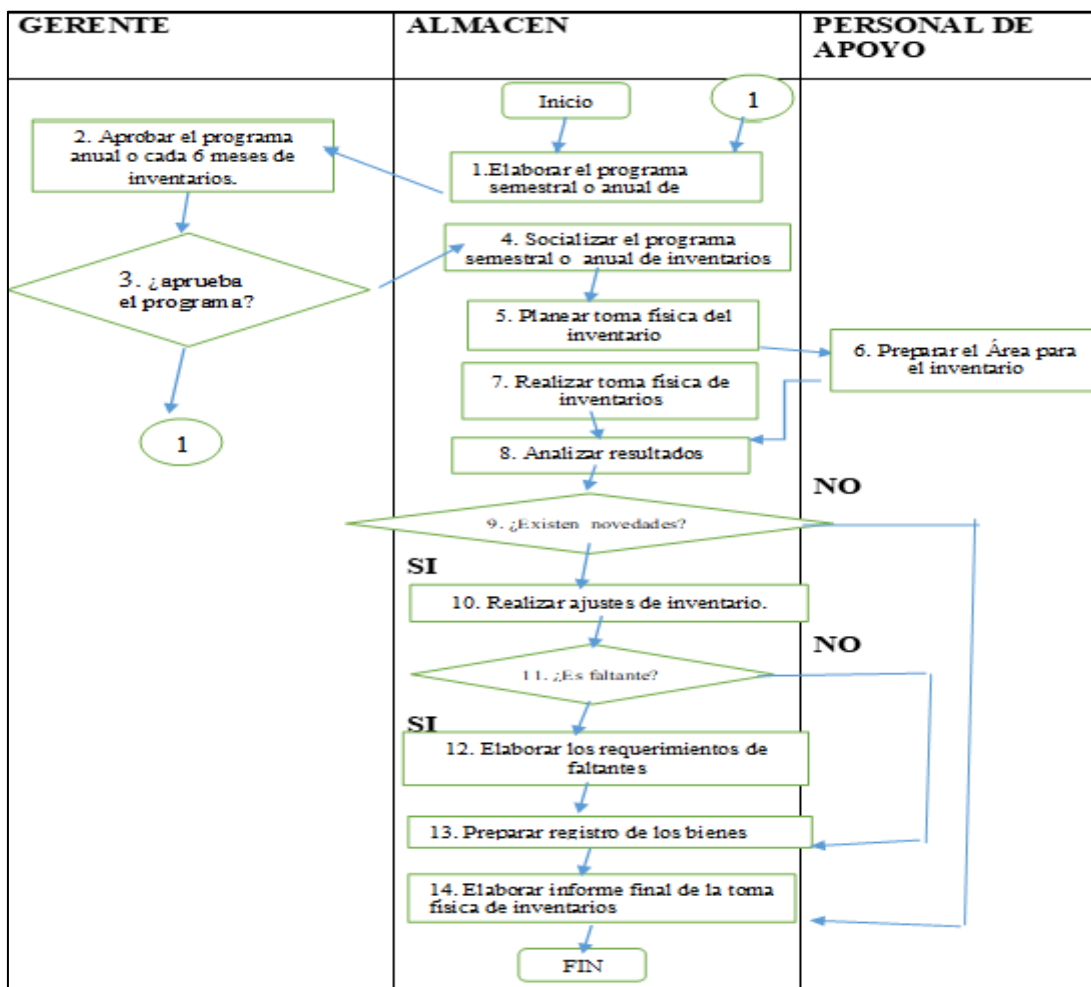 GERENTE
ALMACEN
PERSONAL DE
APOYO
Inicio
1
2. Aprobar el programa
anual o cada 6 meses de
inventarios.
1.Elaborar el programa
semestral o anual de
3. ¿aprueba
el programa?
4. Socializar el programa
semestral o anual de inventarios
5. Planear toma física del
inventario
6. Preparar el Área para
el inventario
7. Realizar toma física de
inventarios
1
8. Analizar resultados
NO
9. ¿Existen novedades?
SI
10. Realizar ajustes de inventario.
NO
11. ¿Es faltante?
SI
12. Elaborar los requerimientos de
faltantes
13. Preparar registro de los bienes
14. Elaborar informe final de la toma
física de inventarios
FIN